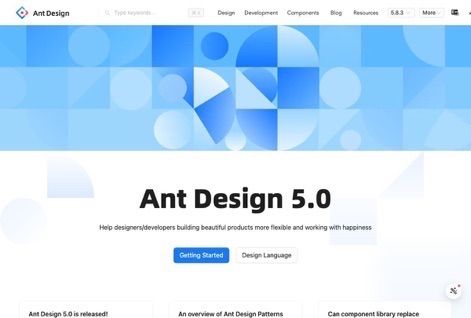 Ant Design
Type keywords...
⌘ K
Design
Development
Components
Blog
Resources
5.8.3
More
Ant Design 5.0
Help designers/developers building beautiful products more flexible and working with happiness
Getting Started
Design Language
Ant Design 5.0 is released!
An overview of Ant Design Patterns
Can component library replace